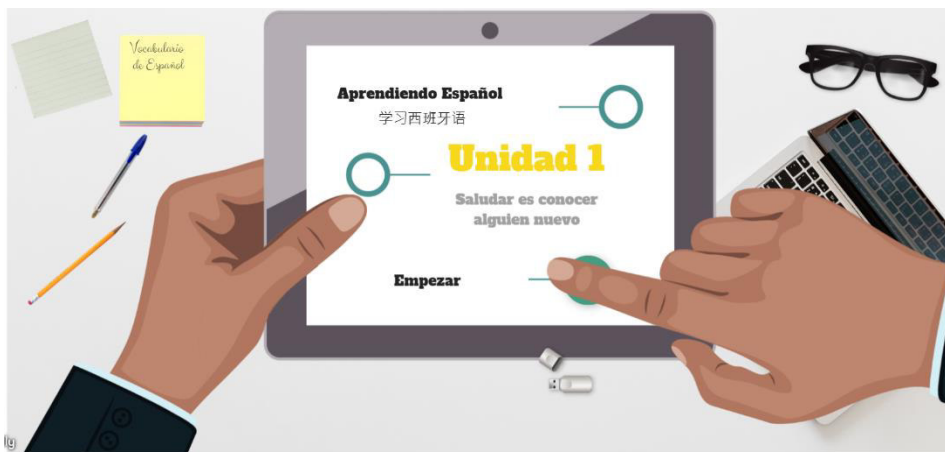 Vocabulario
de Español
Aprendiendo Español
学习西班牙语
Unidad 1
Saludar es conocer
alguien nuevo
Empezar
ly